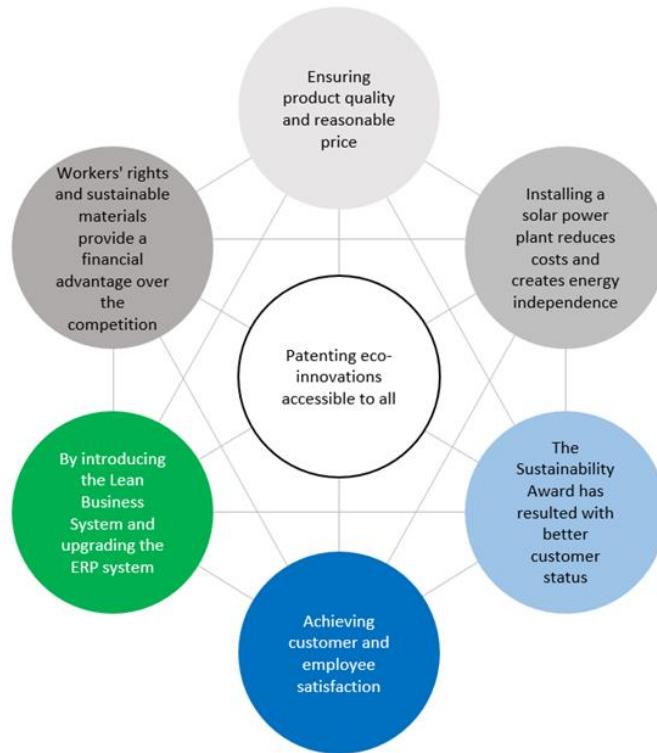 Ensuring
product quality
and reasonable
price
Workers' rights
and sustainable
materials
provide a
financial
advantage over
the
competition
Installing a
solar power
plant reduces
costs and
creates energy
independence
Patenting eco-
innovations
accessible to all
By introducing
the Lean
Business
System and
upgrading the
ERP system
The
Sustainability
Award has
resulted with
better
customer
status
Achieving
customer and
employee
satisfaction